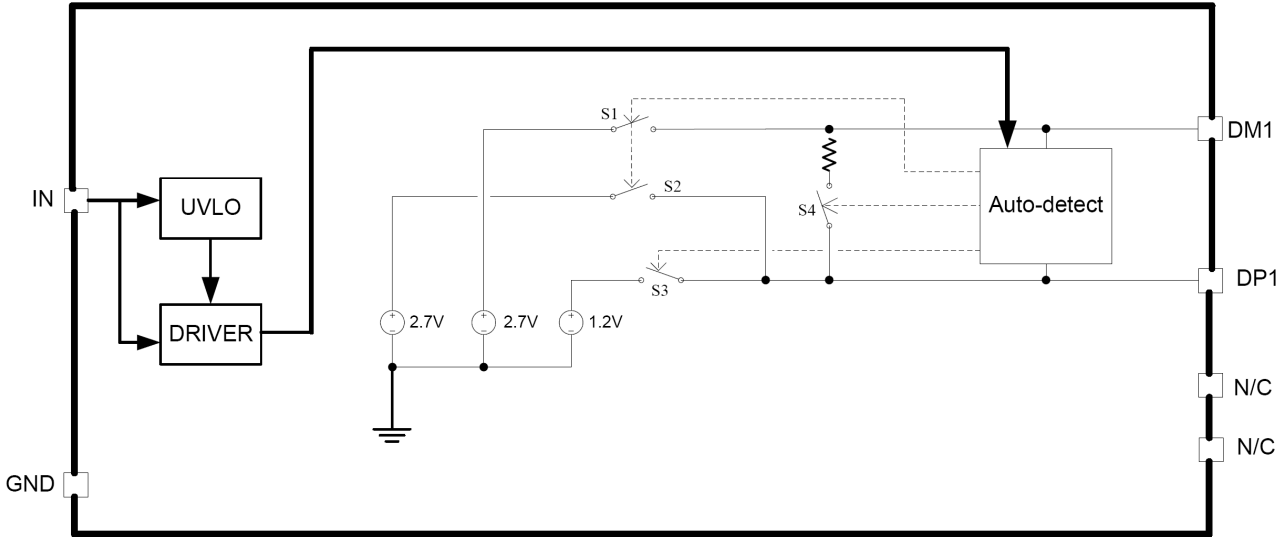 S1
DM1
IN
UVLO
S2
S4
Auto-detect
DP1
S3
DRIVER
+
−
2.7V
+
−
2.7V
+
−
1.2V
N/C
N/C
GND